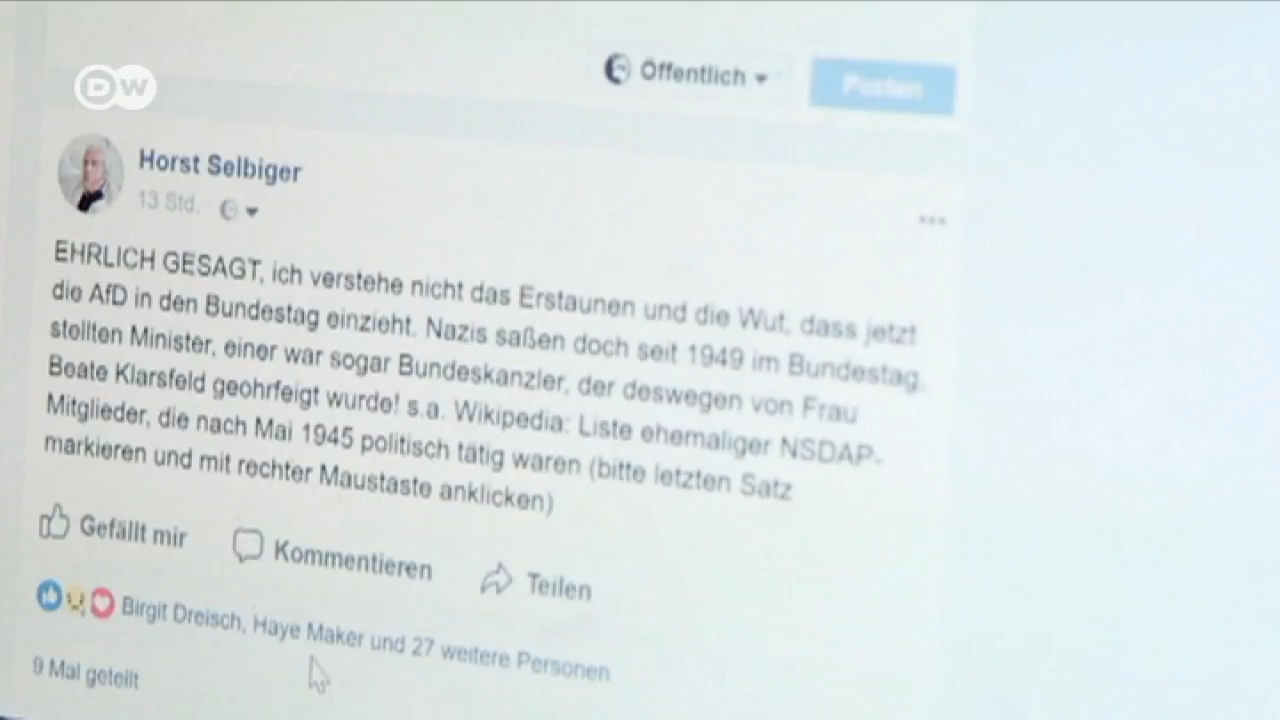 DW
Öffentlich
Posten
Horst Selbiger
13 Std.
EHRLICH GESAGT, ich verstehe nicht das Erstaunen und die Wut, dass jetzt
die AfD in den Bundestag einzieht. Nazis saßen doch seit 1949 im Bundestag,
stellten Minister, einer war sogar Bundeskanzler, der deswegen von Frau
Beate Klarsfeld geohrfeigt wurde! s.a. Wikipedia: Liste ehemaliger NSDAP-
Mitglieder, die nach Mai 1945 politisch tätig waren (bitte letzten Satz
markieren und mit rechter Maustaste anklicken)
Gefällt mir
Kommentieren
Teilen
Birgit Dreisch, Haye Maker und 27 weitere Personen
9 Mal geteilt